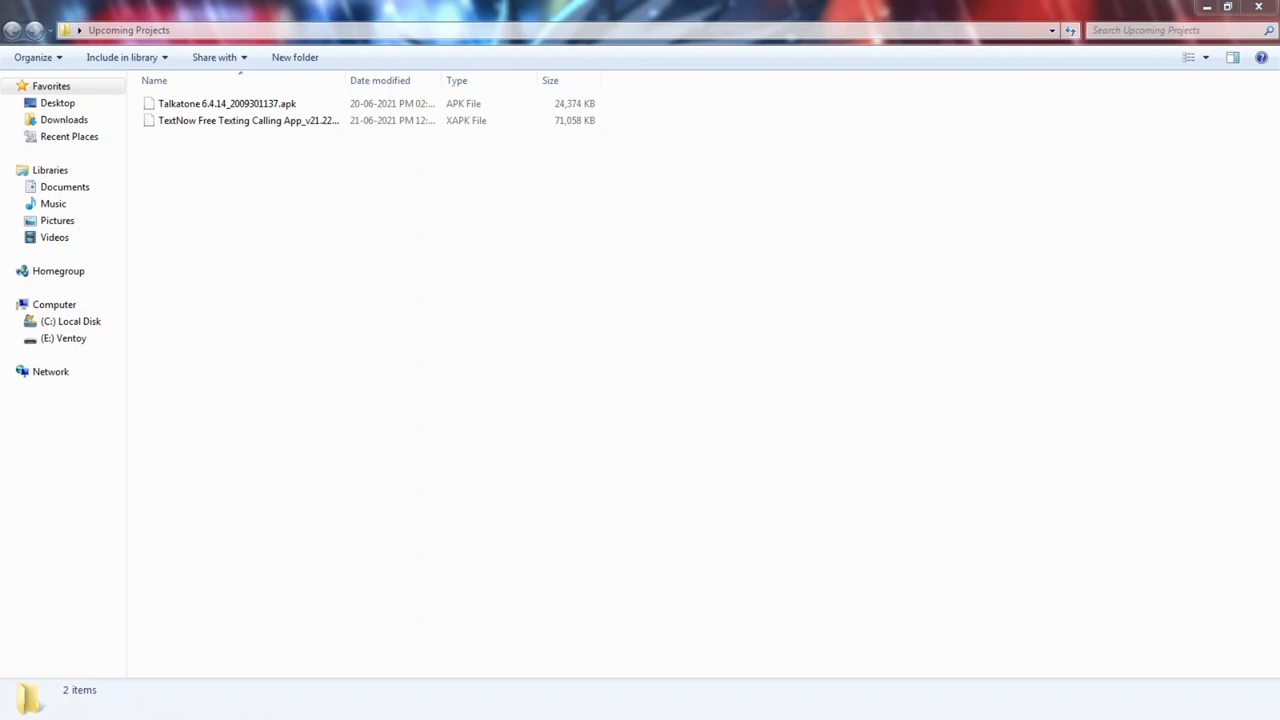 Upcoming Projects
Search Upcoming Projects
Organize Include in library Share with New folder
Name Date modified Type Size
Talkatone 6.4.14_2009301137.apk 20-06-2021 PM 02:... APK File 24,374 KB
TextNow Free Texting Calling App_v21.22... 21-06-2021 PM 12:... XAPK File 71,058 KB
Favorites
Desktop
Downloads
Recent Places
Libraries
Documents
Music
Pictures
Videos
Homegroup
Computer
(C:) Local Disk
(E:) Ventoy
Network
2 items